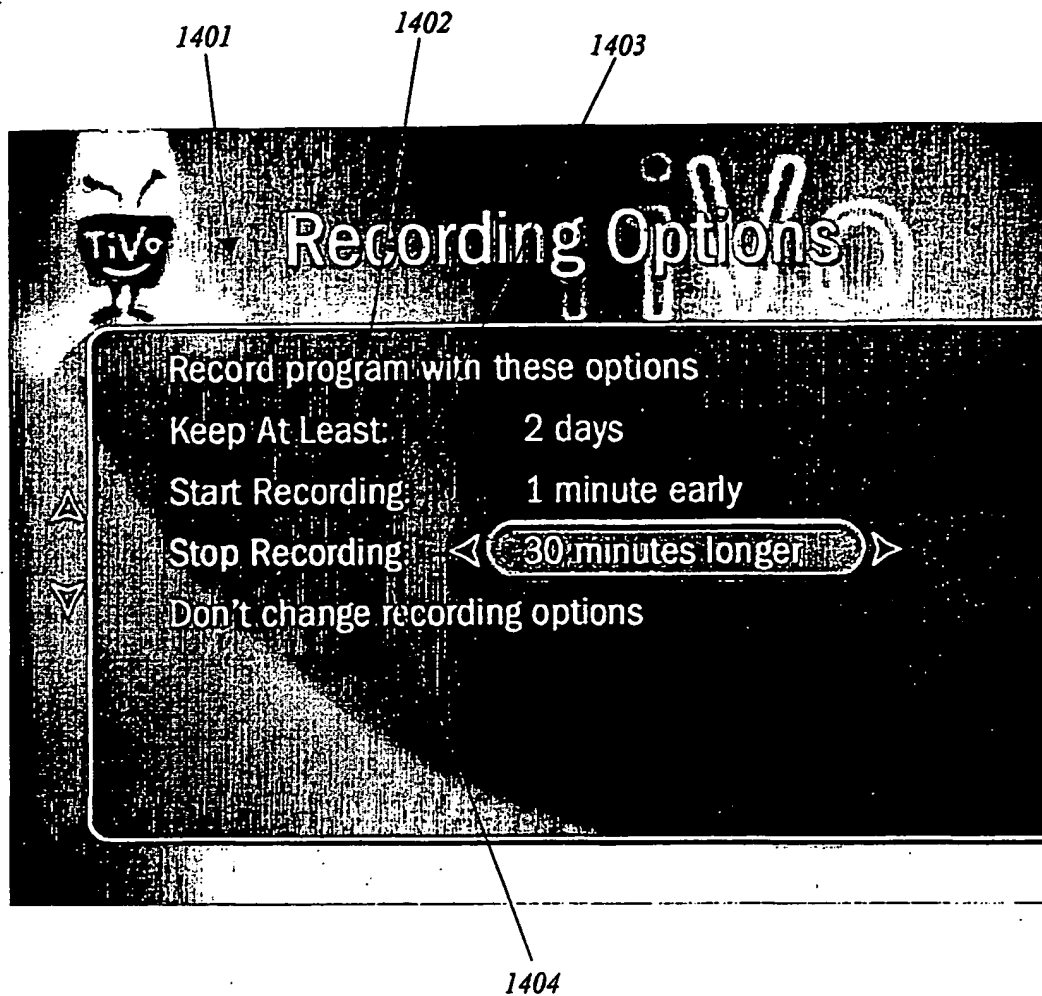 1401
1402
1403
TiVo
TiVo
Recording Options
Record program with these options
Keep At Least: 2 days
Start Recording: 1 minute early
Stop Recording: 30 minutes longer
Don't change recording options
1404